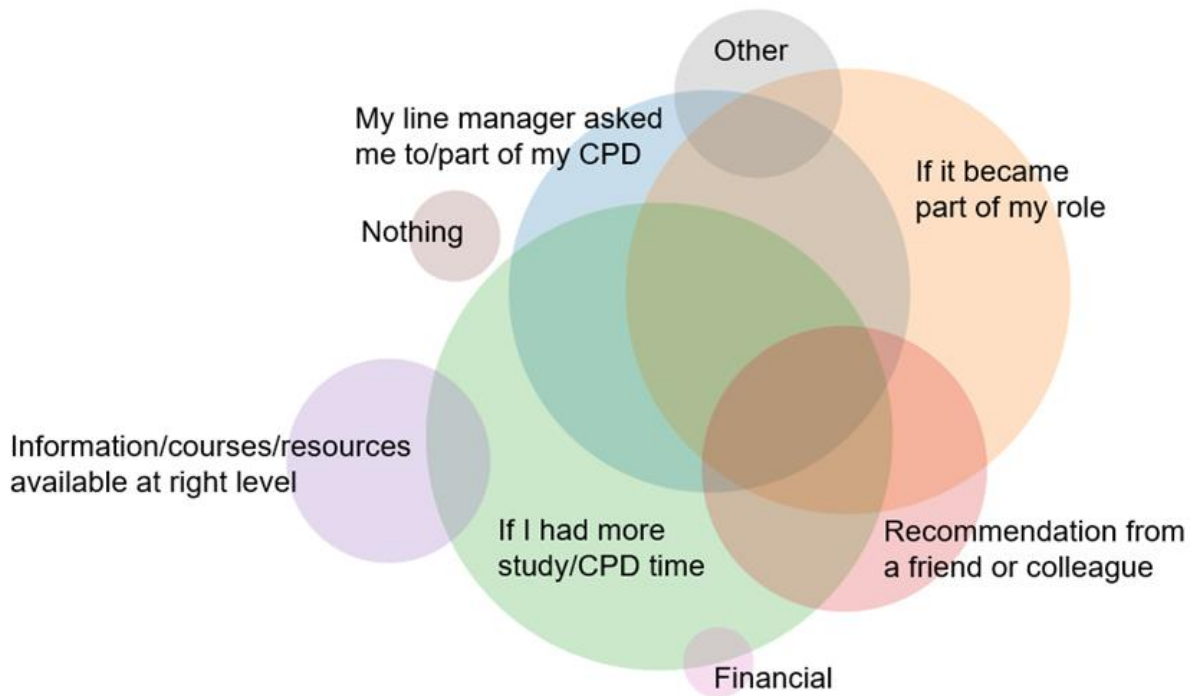 Other
My line manager asked
me to/part of my CPD
If it became
part of my role
Nothing
Information/courses/resources
available at right level
If I had more
study/CPD time
Recommendation from
a friend or colleague
Financial